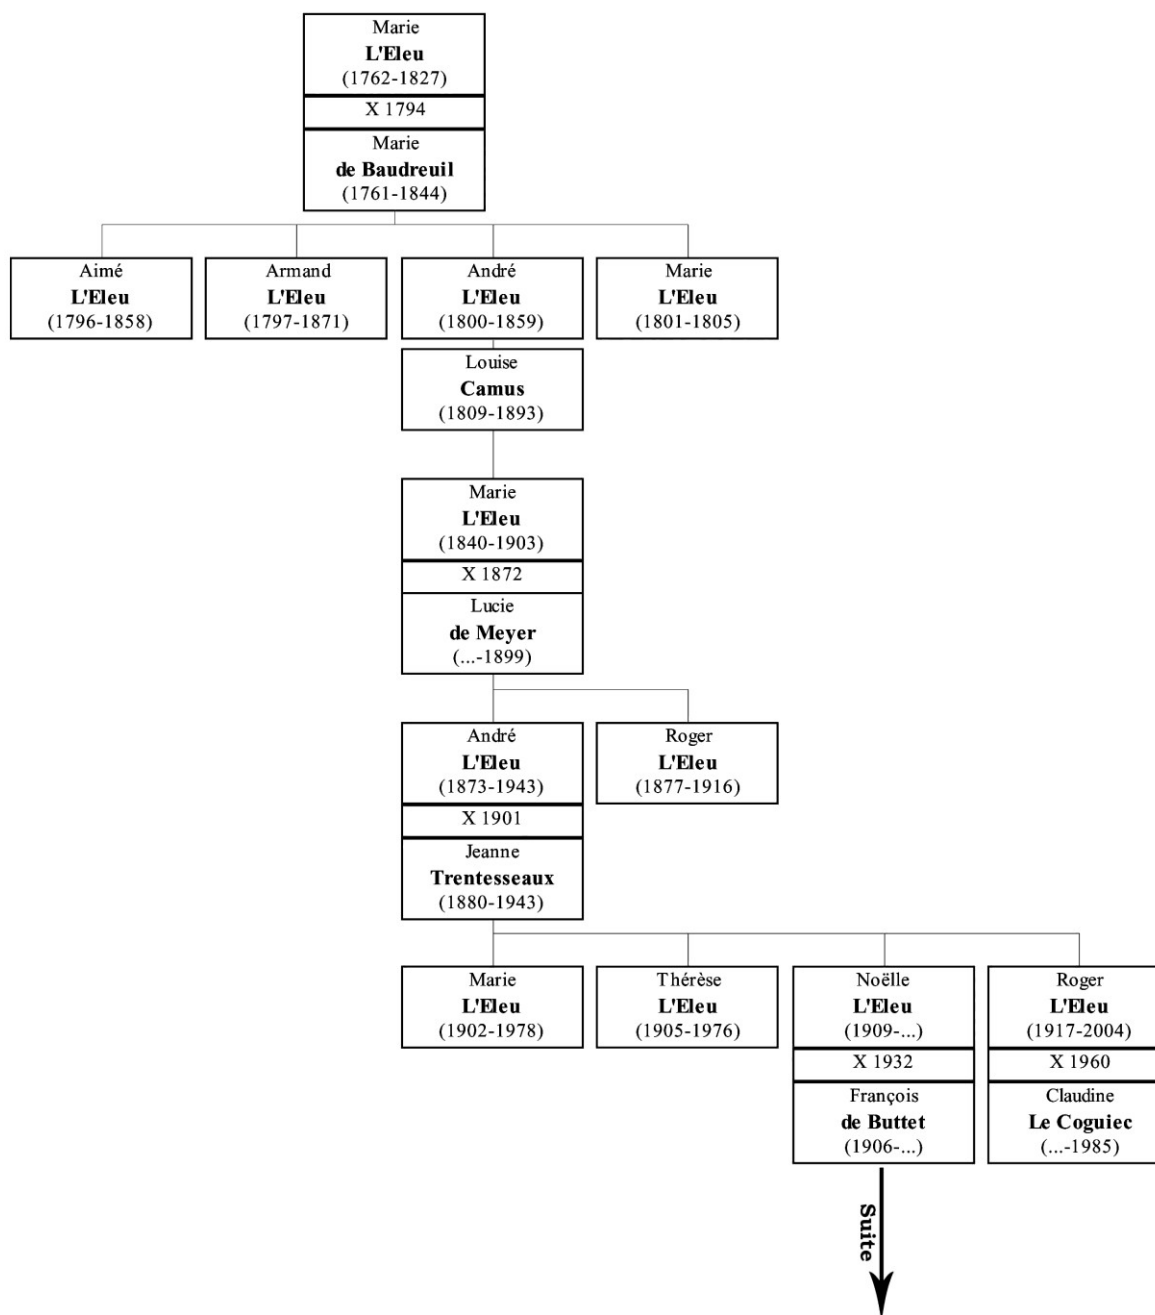 Marie
L'Eleu
(1762-1827)
X 1794
Marie
de Baudreuil
(1761-1844)
Aimé
L'Eleu
(1796-1858)
Armand
L'Eleu
(1797-1871)
André
L'Eleu
(1800-1859)
Marie
L'Eleu
(1801-1805)
Louise
Camus
(1809-1893)
Marie
L'Eleu
(1840-1903)
X 1872
Lucie
de Meyer
(...-1899)
André
L'Eleu
(1873-1943)
Roger
L'Eleu
(1877-1916)
X 1901
Jeanne
Trentesseaux
(1880-1943)
Marie
L'Eleu
(1902-1978)
Thérèse
L'Eleu
(1905-1976)
Noëlle
L'Eleu
(1909-...)
X 1932
François
de Buttet
(1906-...)
Roger
L'Eleu
(1917-2004)
X 1960
Claudine
Le Coguiec
(...-1985)
Suite